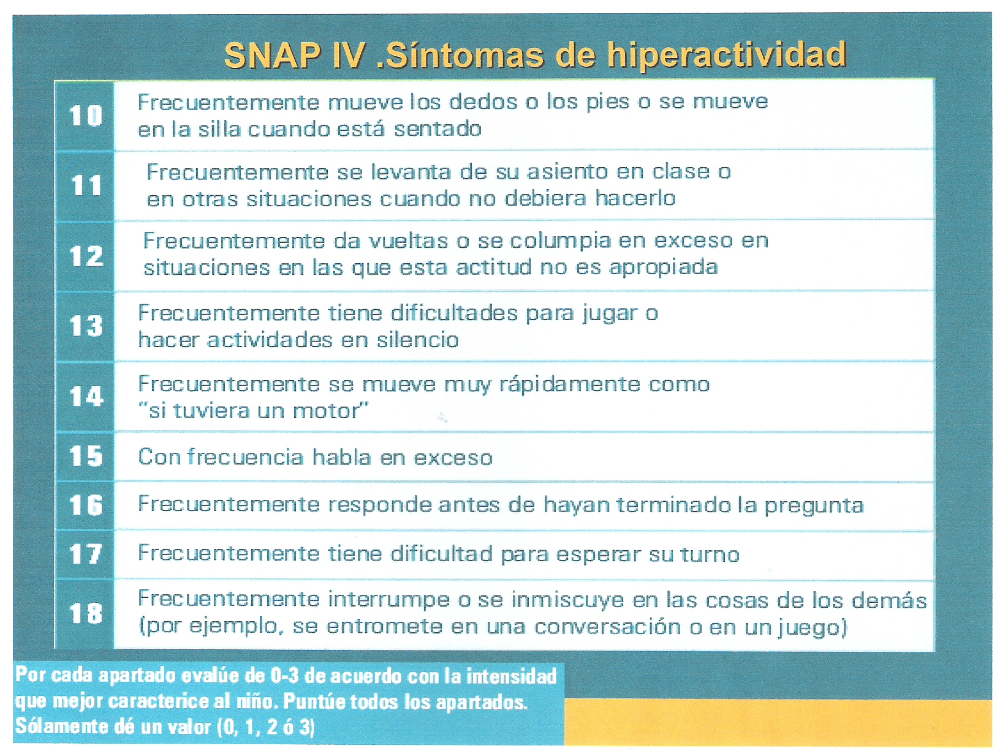 SNAP IV .Síntomas de hiperactividad
10
Frecuentemente mueve los dedos o los pies o se mueve
en la silla cuando está sentado
11
Frecuentemente se levanta de su asiento en clase o
en otras situaciones cuando no debiera hacerlo
12
Frecuentemente da vueltas o se columpia en exceso en
situaciones en las que esta actitud no es apropiada
13
Frecuentemente tiene dificultades para jugar o
hacer actividades en silencio
14
Frecuentemente se mueve muy rápidamente como
"si tuviera un motor"
15
Con frecuencia habla en exceso
16
Frecuentemente responde antes de hayan terminado la pregunta
17
Frecuentemente tiene dificultad para esperar su turno
18
Frecuentemente interrumpe o se inmiscuye en las cosas de los demás
(por ejemplo, se entromete en una conversación o en un juego)
Por cada apartado evalúe de 0-3 de acuerdo con la intensidad
que mejor caracterice al niño. Puntúe todos los apartados.
Sólamente dé un valor (0, 1, 2 ó 3)